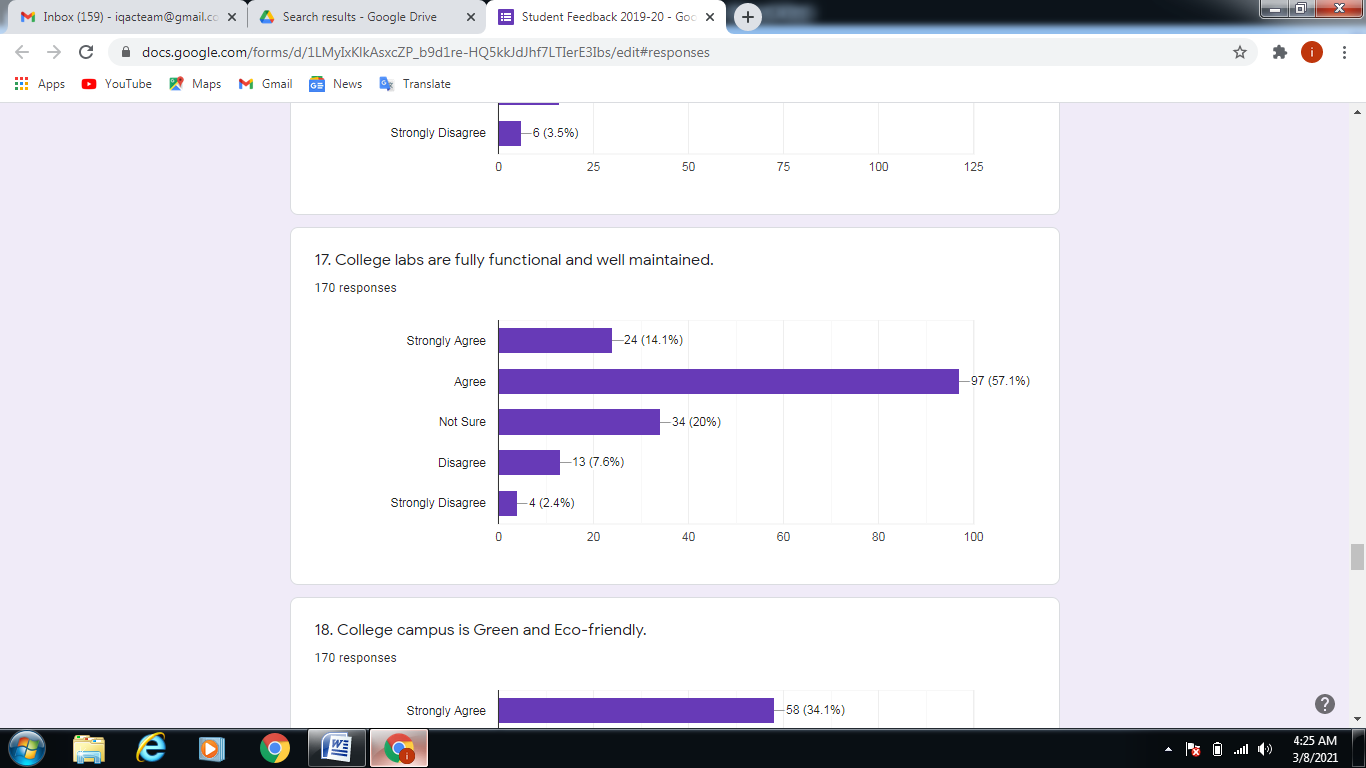 Inbox (159) - iqacteam@gmail.co
Search results - Google Drive
Student Feedback 2019-20 - Goo
docs.google.com/forms/d/1LMyIxKlkAsxcZP_b9d1re-HQ5kkJdJhf7LTIerE3Ibs/edit#responses
i
Apps YouTube Maps Gmail News Translate
Strongly Disagree 6 (3.5%)
0 25 50 75 100 125
17. College labs are fully functional and well maintained.
170 responses
Strongly Agree 24 (14.1%)
Agree 97 (57.1%)
Not Sure 34 (20%)
Disagree 13 (7.6%)
Strongly Disagree 4 (2.4%)
0 20 40 60 80 100
18. College campus is Green and Eco-friendly.
170 responses
Strongly Agree 58 (34.1%)
4:25 AM
3/8/2021